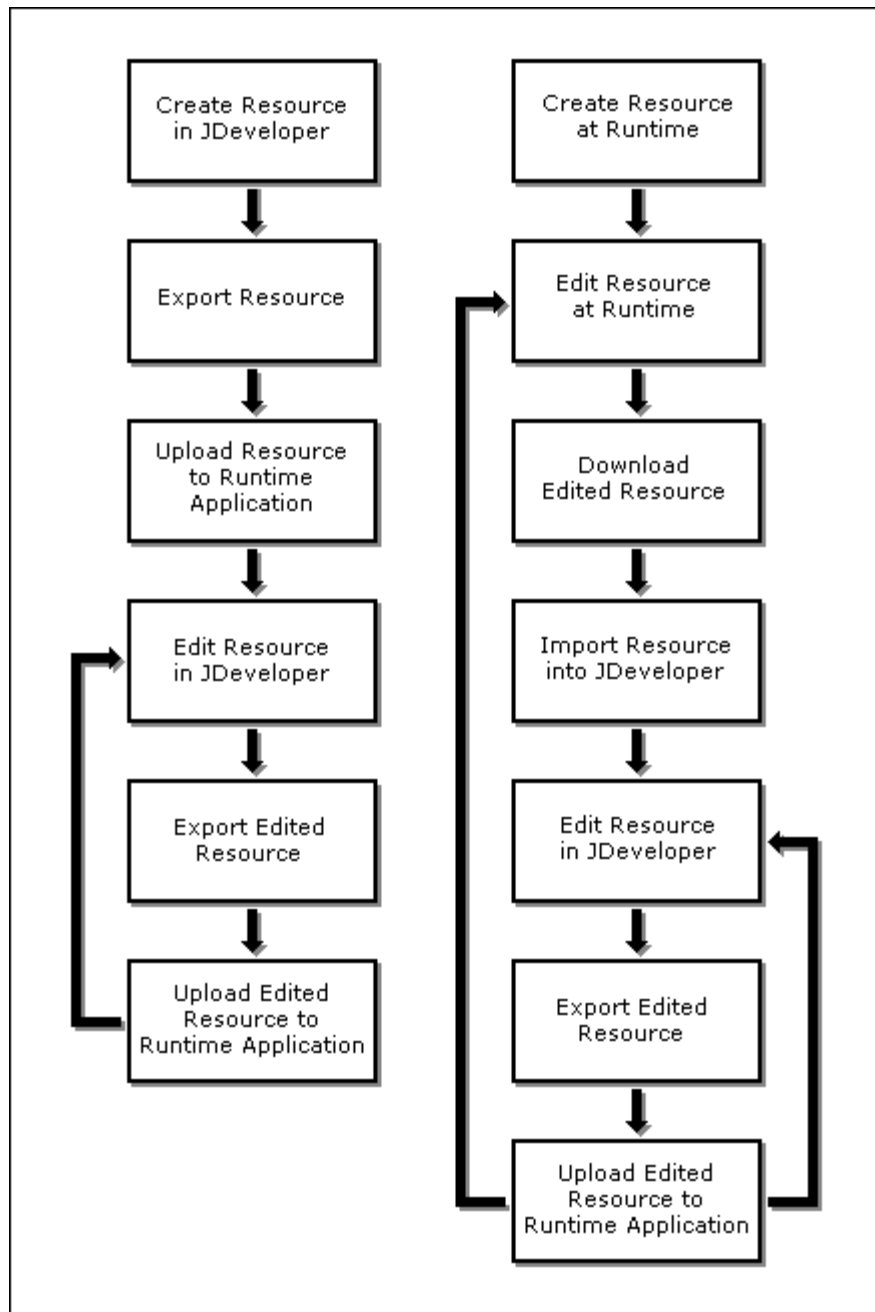 Create Resource
in JDeveloper
Export Resource
Upload Resource
to Runtime
Application
Edit Resource
in JDeveloper
Export Edited
Resource
Upload Edited
Resource to
Runtime Application
Create Resource
at Runtime
Edit Resource
at Runtime
Download
Edited Resource
Import Resource
into JDeveloper
Edit Resource
in JDeveloper
Export Edited
Resource
Upload Edited
Resource to
Runtime Application